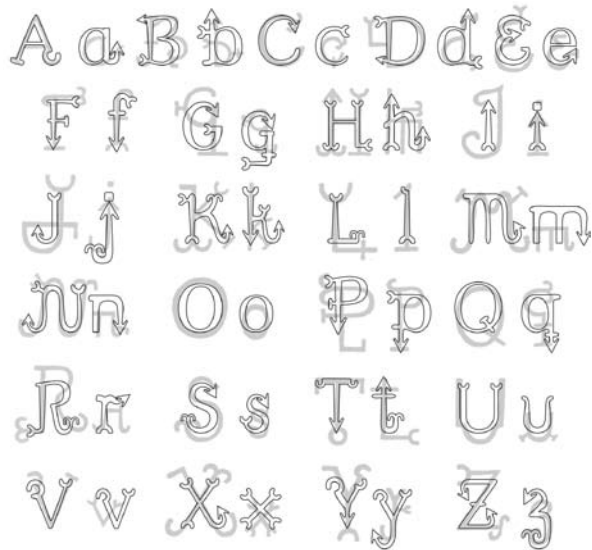 A a B b C c D d E e
F f G g H h I i
J j K k L l M m
N n O o P p Q q
R r S s T t U u
V v X x Y y Z z